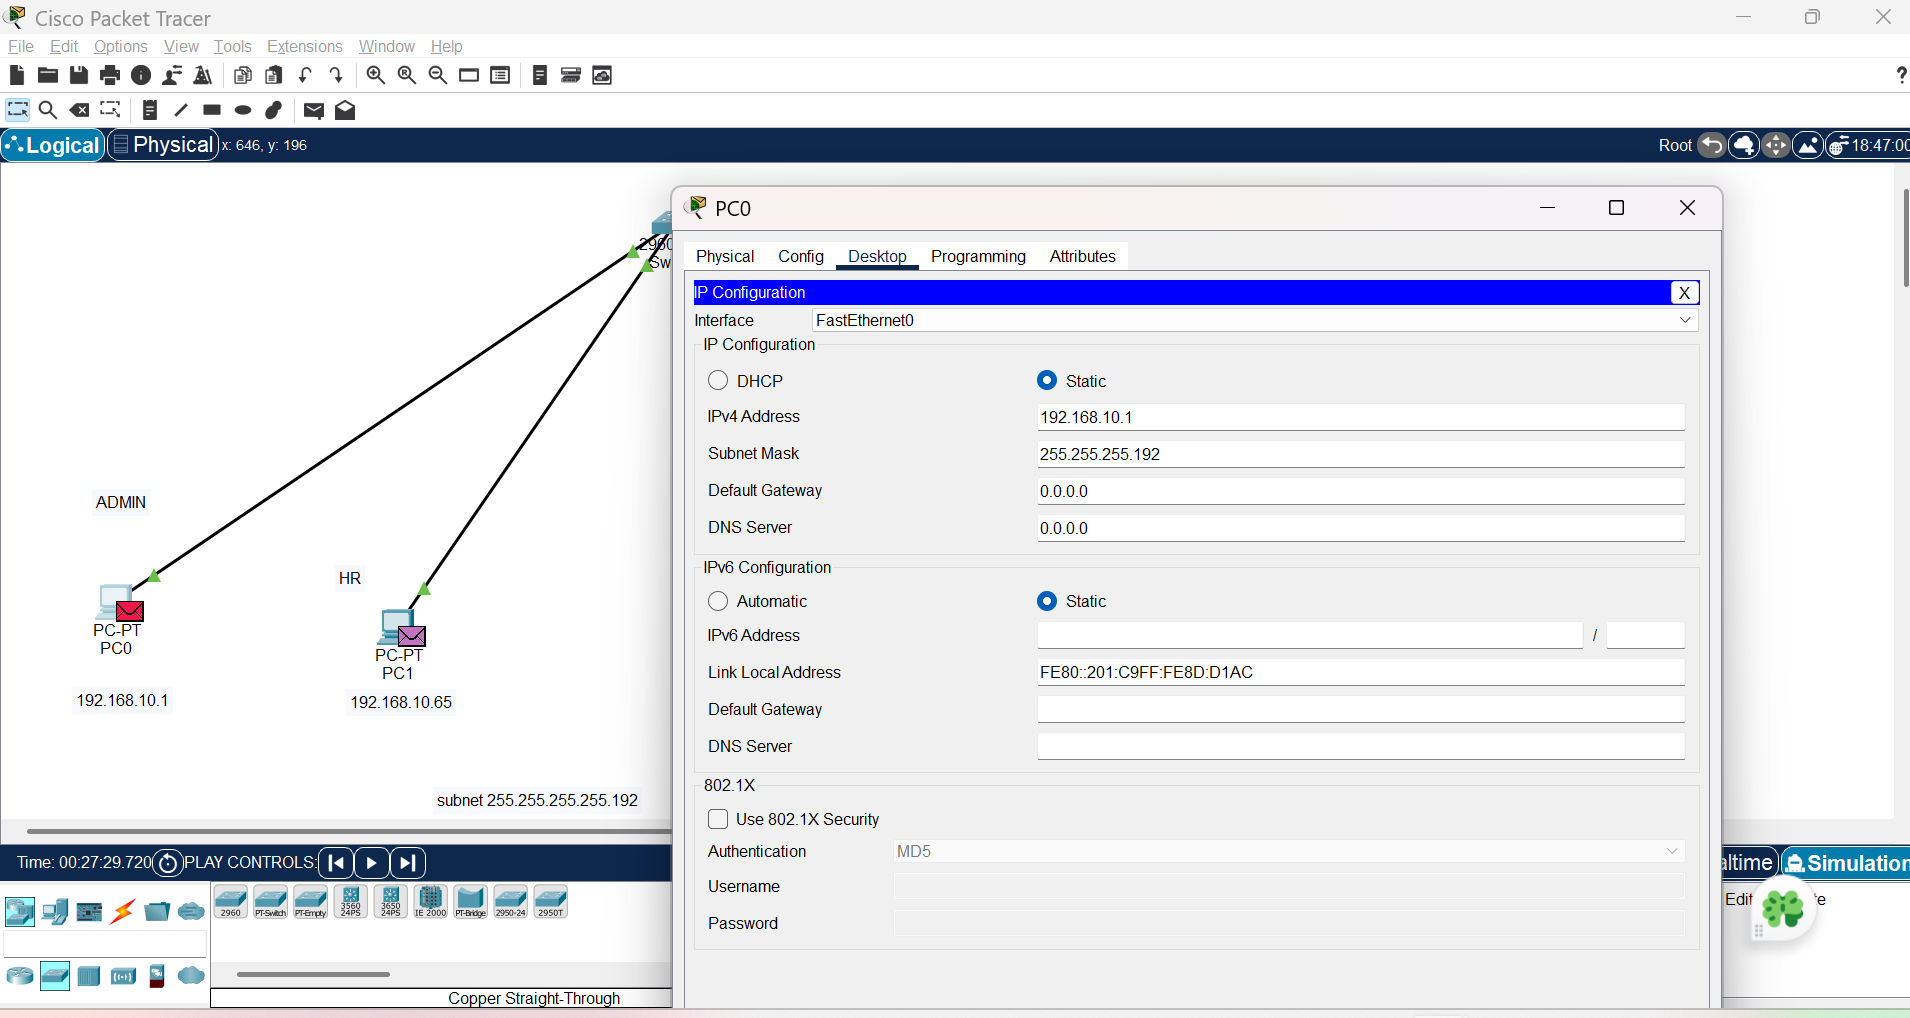 Cisco Packet Tracer
File Edit Options View Tools Extensions Window Help
?
Logical Physical x: 646, y: 196 Root 18:47:00
2960
Sw
ADMIN
HR
PC-PT
PC0
PC-PT
PC1
192.168.10.1
192.168.10.65
subnet 255.255.255.255.192
PC0
Physical Config Desktop Programming Attributes
IP Configuration X
Interface FastEthernet0
IP Configuration
DHCP Static
IPv4 Address 192.168.10.1
Subnet Mask 255.255.255.192
Default Gateway 0.0.0.0
DNS Server 0.0.0.0
IPv6 Configuration
Automatic Static
IPv6 Address /
Link Local Address FE80::201:C9FF:FE8D:D1AC
Default Gateway
DNS Server
802.1X
Use 802.1X Security
Authentication MD5
Username
Password
Time: 00:27:29.720 PLAY CONTROLS:
altime Simulation
2960 PT-Switch PT-Empty 3560 24PS 3650 24PS IE 2000 PT-Bridge 2950-24 2950T
Edit te
Copper Straight-Through